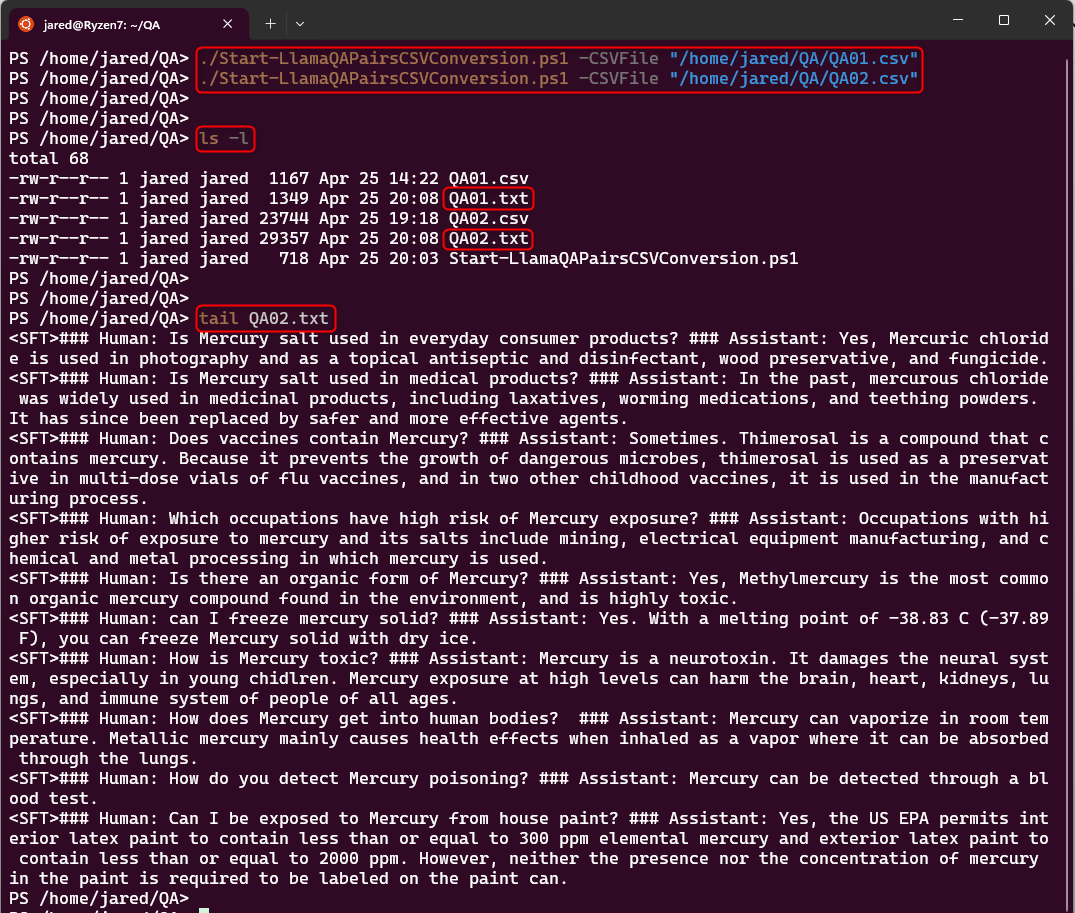 jared@Ryzen7: ~/QA
PS /home/jared/QA> ./Start-LlamaQAPairsCSVConversion.ps1 -CSVFile "/home/jared/QA/QA01.csv"
PS /home/jared/QA> ./Start-LlamaQAPairsCSVConversion.ps1 -CSVFile "/home/jared/QA/QA02.csv"
PS /home/jared/QA>
PS /home/jared/QA>
PS /home/jared/QA> ls -l
total 68
-rw-r--r-- 1 jared jared  1167 Apr 25 14:22 QA01.csv
-rw-r--r-- 1 jared jared  1349 Apr 25 20:08 QA01.txt
-rw-r--r-- 1 jared jared 23744 Apr 25 19:18 QA02.csv
-rw-r--r-- 1 jared jared 29357 Apr 25 20:08 QA02.txt
-rw-r--r-- 1 jared jared   718 Apr 25 20:03 Start-LlamaQAPairsCSVConversion.ps1
PS /home/jared/QA>
PS /home/jared/QA>
PS /home/jared/QA> tail QA02.txt
<SFT>### Human: Is Mercury salt used in everyday consumer products? ### Assistant: Yes, Mercuric chlorid
e is used in photography and as a topical antiseptic and disinfectant, wood preservative, and fungicide.
<SFT>### Human: Is Mercury salt used in medical products? ### Assistant: In the past, mercurous chloride
 was widely used in medicinal products, including laxatives, worming medications, and teething powders.
It has since been replaced by safer and more effective agents.
<SFT>### Human: Does vaccines contain Mercury? ### Assistant: Sometimes. Thimerosal is a compound that c
ontains mercury. Because it prevents the growth of dangerous microbes, thimerosal is used as a preservat
ive in multi-dose vials of flu vaccines, and in two other childhood vaccines, it is used in the manufact
uring process.
<SFT>### Human: Which occupations have high risk of Mercury exposure? ### Assistant: Occupations with hi
gher risk of exposure to mercury and its salts include mining, electrical equipment manufacturing, and c
hemical and metal processing in which mercury is used.
<SFT>### Human: Is there an organic form of Mercury? ### Assistant: Yes, Methylmercury is the most commo
n organic mercury compound found in the environment, and is highly toxic.
<SFT>### Human: can I freeze mercury solid? ### Assistant: Yes. With a melting point of -38.83 C (-37.89
 F), you can freeze Mercury solid with dry ice.
<SFT>### Human: How is Mercury toxic? ### Assistant: Mercury is a neurotoxin. It damages the neural syst
em, especially in young chidlren. Mercury exposure at high levels can harm the brain, heart, kidneys, lu
ngs, and immune system of people of all ages.
<SFT>### Human: How does Mercury get into human bodies?  ### Assistant: Mercury can vaporize in room tem
perature. Metallic mercury mainly causes health effects when inhaled as a vapor where it can be absorbed
 through the lungs.
<SFT>### Human: How do you detect Mercury poisoning? ### Assistant: Mercury can be detected through a bl
ood test.
<SFT>### Human: Can I be exposed to Mercury from house paint? ### Assistant: Yes, the US EPA permits int
erior latex paint to contain less than or equal to 300 ppm elemental mercury and exterior latex paint to
 contain less than or equal to 2000 ppm. However, neither the presence nor the concentration of mercury
in the paint is required to be labeled on the paint can.
PS /home/jared/QA>